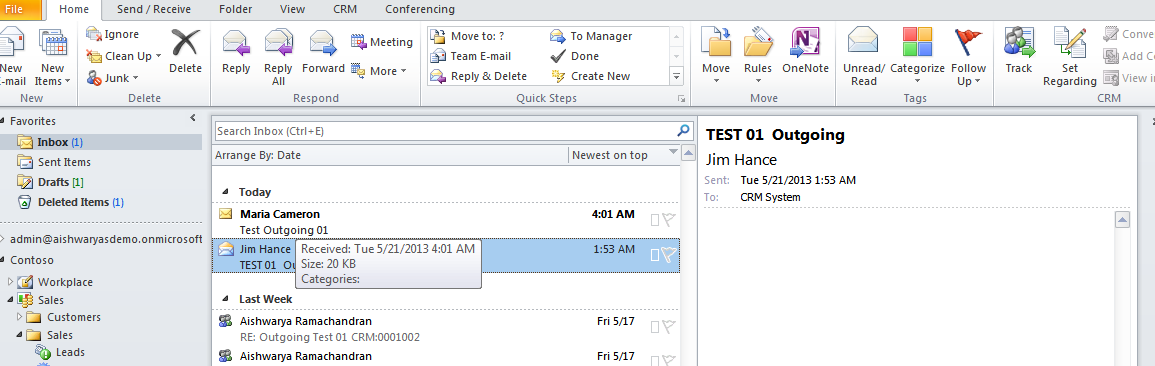 File Home Send / Receive Folder View CRM Conferencing
New E-mail New Items
Ignore
Clean Up
Junk
Delete
Reply Reply All Forward
Meeting
More
Move to: ? To Manager
Team E-mail Done
Reply & Delete Create New
Move Rules OneNote
Unread/ Read Categorize Follow Up
Track Set Regarding
Conve
Add Co
View in
New Delete Respond Quick Steps Move Tags CRM
Favorites
Inbox (1)
Sent Items
Drafts [1]
Deleted Items (1)
admin@aishwaryasdemo.onmicrosoft
Contoso
Workplace
Sales
Customers
Sales
Leads
Search Inbox (Ctrl+E)
Arrange By: Date Newest on top
Today
Maria Cameron 4:01 AM
Test Outgoing 01
Jim Hance 1:53 AM
TEST 01 Ou
Received: Tue 5/21/2013 4:01 AM
Size: 20 KB
Categories:
Last Week
Aishwarya Ramachandran Fri 5/17
RE: Outgoing Test 01 CRM:0001002
Aishwarya Ramachandran Fri 5/17
TEST 01 Outgoing
Jim Hance
Sent: Tue 5/21/2013 1:53 AM
To: CRM System